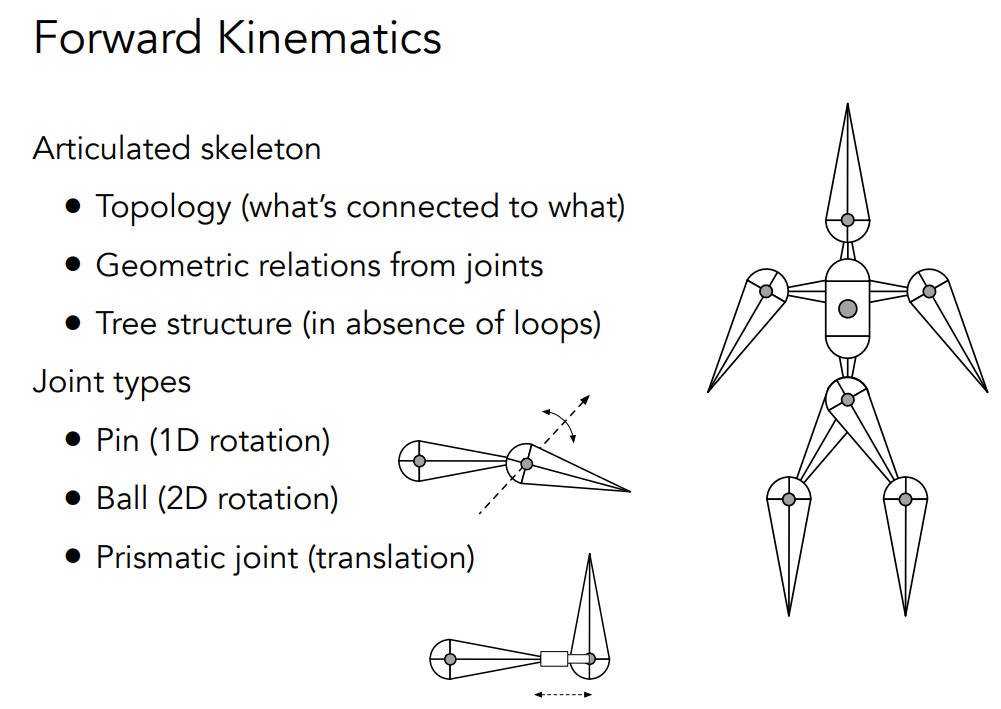 Forward Kinematics
Articulated skeleton
● Topology (what’s connected to what)
● Geometric relations from joints
● Tree structure (in absence of loops)
Joint types
● Pin (1D rotation)
● Ball (2D rotation)
● Prismatic joint (translation)